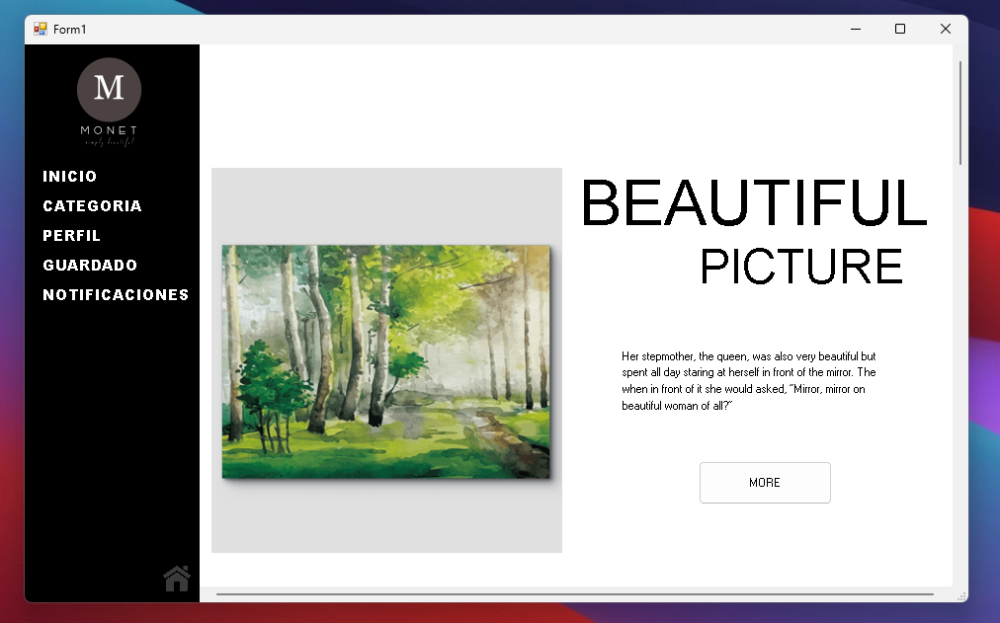 Form1
M
MONET
simply beautiful
INICIO
CATEGORIA
PERFIL
GUARDADO
NOTIFICACIONES
BEAUTIFUL
PICTURE
Her stepmother, the queen, was also very beautiful but
spent all day staring at herself in front of the mirror. The
when in front of it she would asked, “Mirror, mirror on
beautiful woman of all?”
MORE